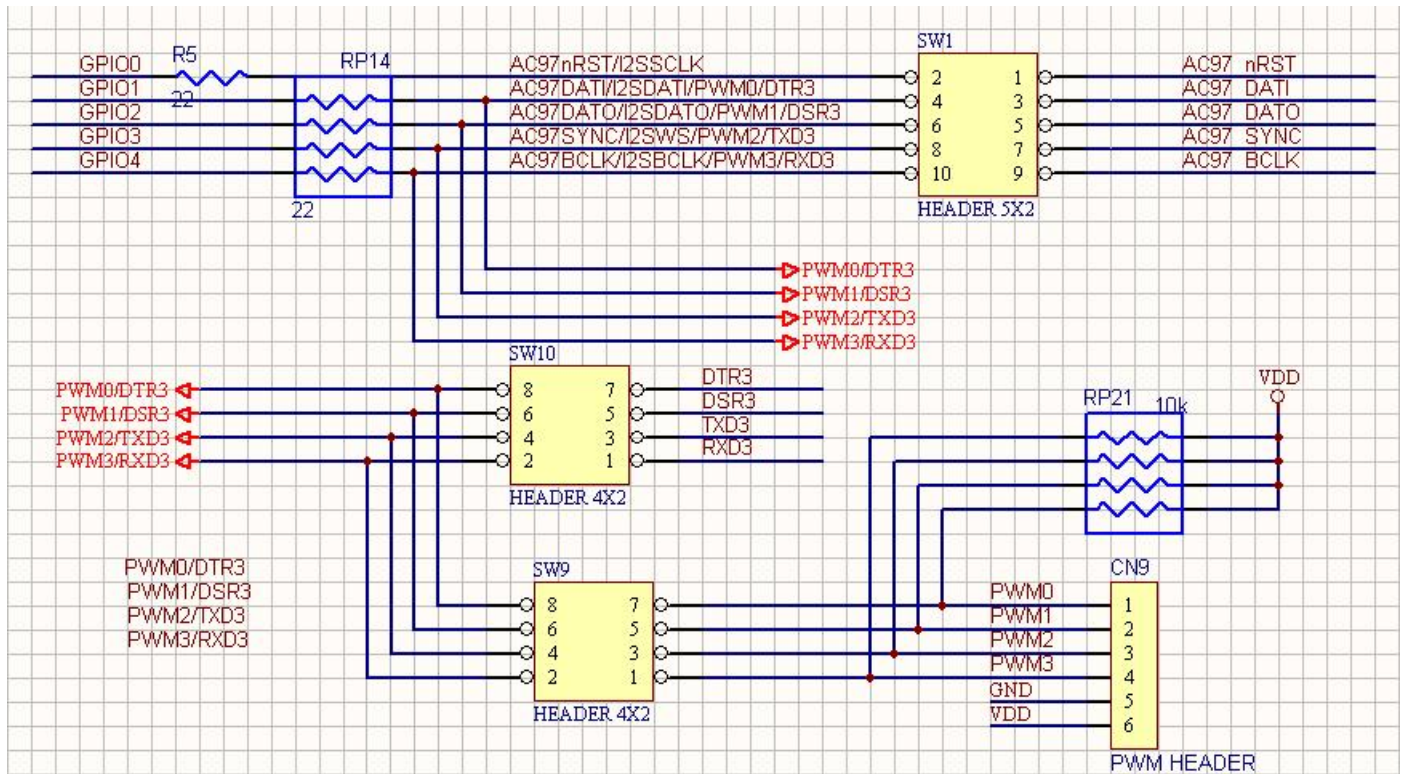 GPIO0 R5 RP14 AC97nRST/I2SSCLK SW1 2 1 AC97 nRST
GPIO1 22 AC97DATI/I2SDATI/PWM0/DTR3 4 3 AC97 DATI
GPIO2 AC97DATO/I2SDATO/PWM1/DSR3 6 5 AC97 DATO
GPIO3 AC97SYNC/I2SWS/PWM2/TXD3 8 7 AC97 SYNC
GPIO4 AC97BCLK/I2SBCLK/PWM3/RXD3 10 9 AC97 BCLK
22 HEADER 5X2
PWM0/DTR3
PWM1/DSR3
PWM2/TXD3
PWM3/RXD3
SW10
PWM0/DTR3 8 7 DTR3
PWM1/DSR3 6 5 DSR3
PWM2/TXD3 4 3 TXD3
PWM3/RXD3 2 1 RXD3
HEADER 4X2
VDD
RP21 10k
PWM0/DTR3
PWM1/DSR3
PWM2/TXD3
PWM3/RXD3
SW9 CN9
8 7 PWM0 1
6 5 PWM1 2
4 3 PWM2 3
2 1 PWM3 4
GND 5
VDD 6
HEADER 4X2
PWM HEADER